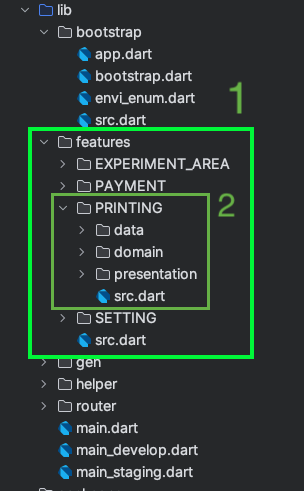 lib
bootstrap
app.dart
bootstrap.dart
envi_enum.dart
1
src.dart
features
EXPERIMENT_AREA
PAYMENT
PRINTING
2
data
domain
presentation
src.dart
SETTING
src.dart
gen
helper
router
main.dart
main_develop.dart
main_staging.dart